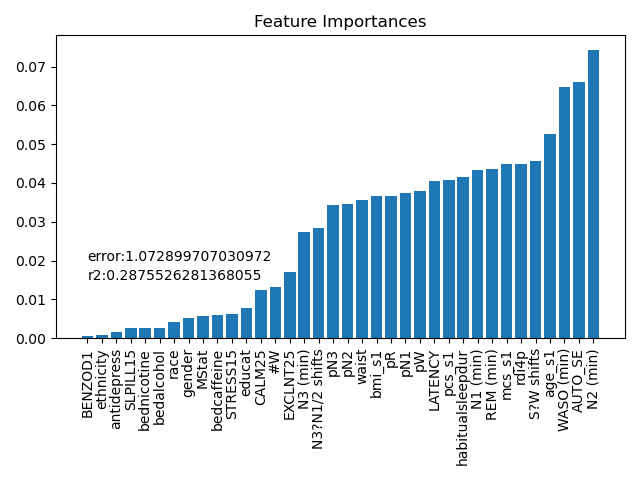 Feature Importances
0.07
0.06
0.05
0.04
0.03
0.02
0.01
0.00
error:1.072899707030972
r2:0.2875526281368055
BENZOD1
ethnicity
antidepress
SLPILL15
bednicotine
bedalcohol
race
gender
MStat
bedcaffeine
STRESS15
educat
CALM25
#W
EXCLNT25
N3 (min)
N3?N1/2 shifts
pN3
pN2
waist
bmi_s1
pR
pN1
pW
LATENCY
pcs_s1
habitualsleepdur
N1 (min)
REM (min)
mcs_s1
rdi4p
S?W shifts
age_s1
WASO (min)
AUTO_SE
N2 (min)